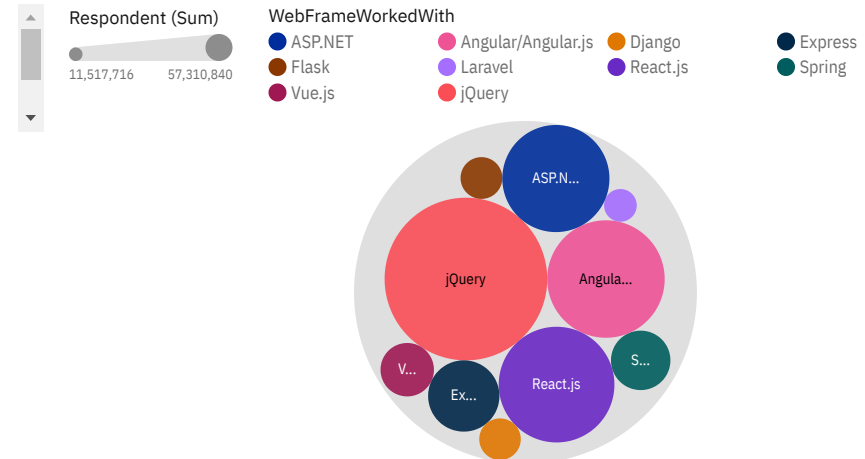 Respondent (Sum)
11,517,716 57,310,840
WebFrameWorkedWith
ASP.NET Angular/Angular.js Django Express
Flask Laravel React.js Spring
Vue.js jQuery
ASP.N...
jQuery Angula...
V... Ex... React.js S...